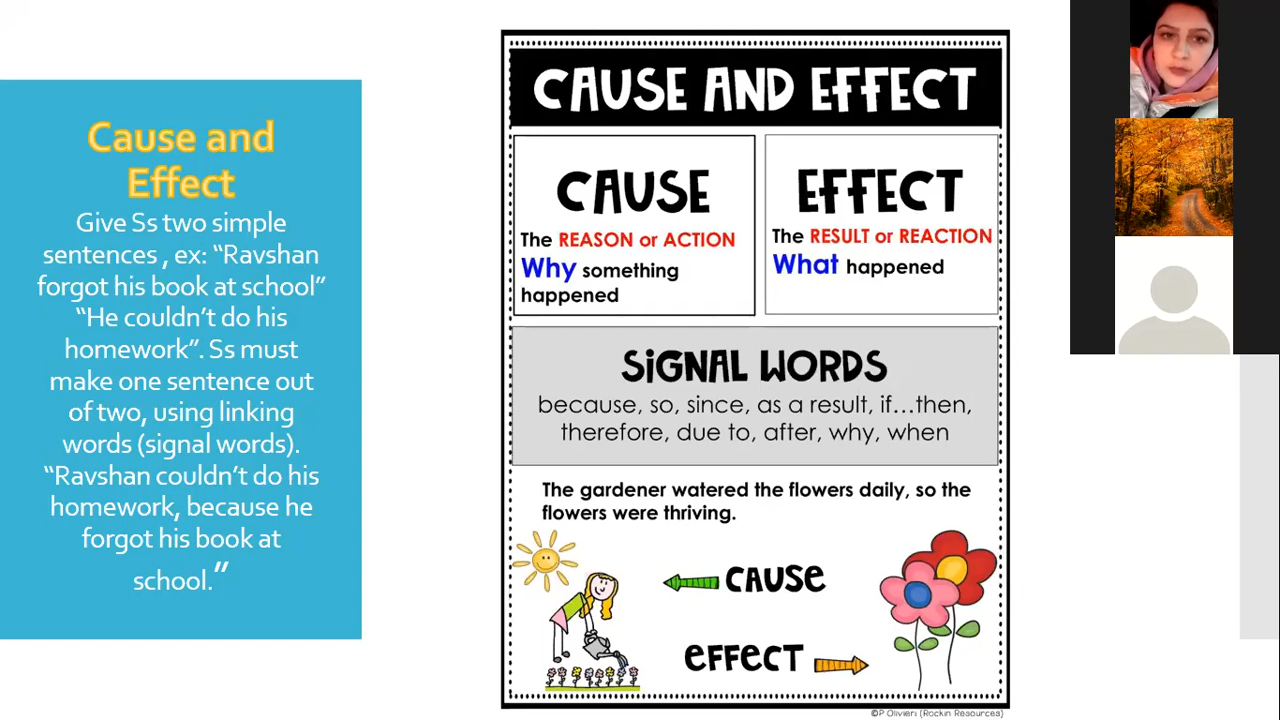 Cause and
Effect
Give Ss two simple
sentences , ex: “Ravshan
forgot his book at school”
“He couldn’t do his
homework”. Ss must
make one sentence out
of two, using linking
words (signal words).
“Ravshan couldn’t do his
homework, because he
forgot his book at
school.”
CAUSE AND EFFECT
CAUSE
The REASON or ACTION
Why something
happened
EFFECT
The RESULT or REACTION
What happened
SIGNAL WORDS
because, so, since, as a result, if...then,
therefore, due to, after, why, when
The gardener watered the flowers daily, so the
flowers were thriving.
CAUSE
EFFECT
©P Olivieri (Rockin Resources)